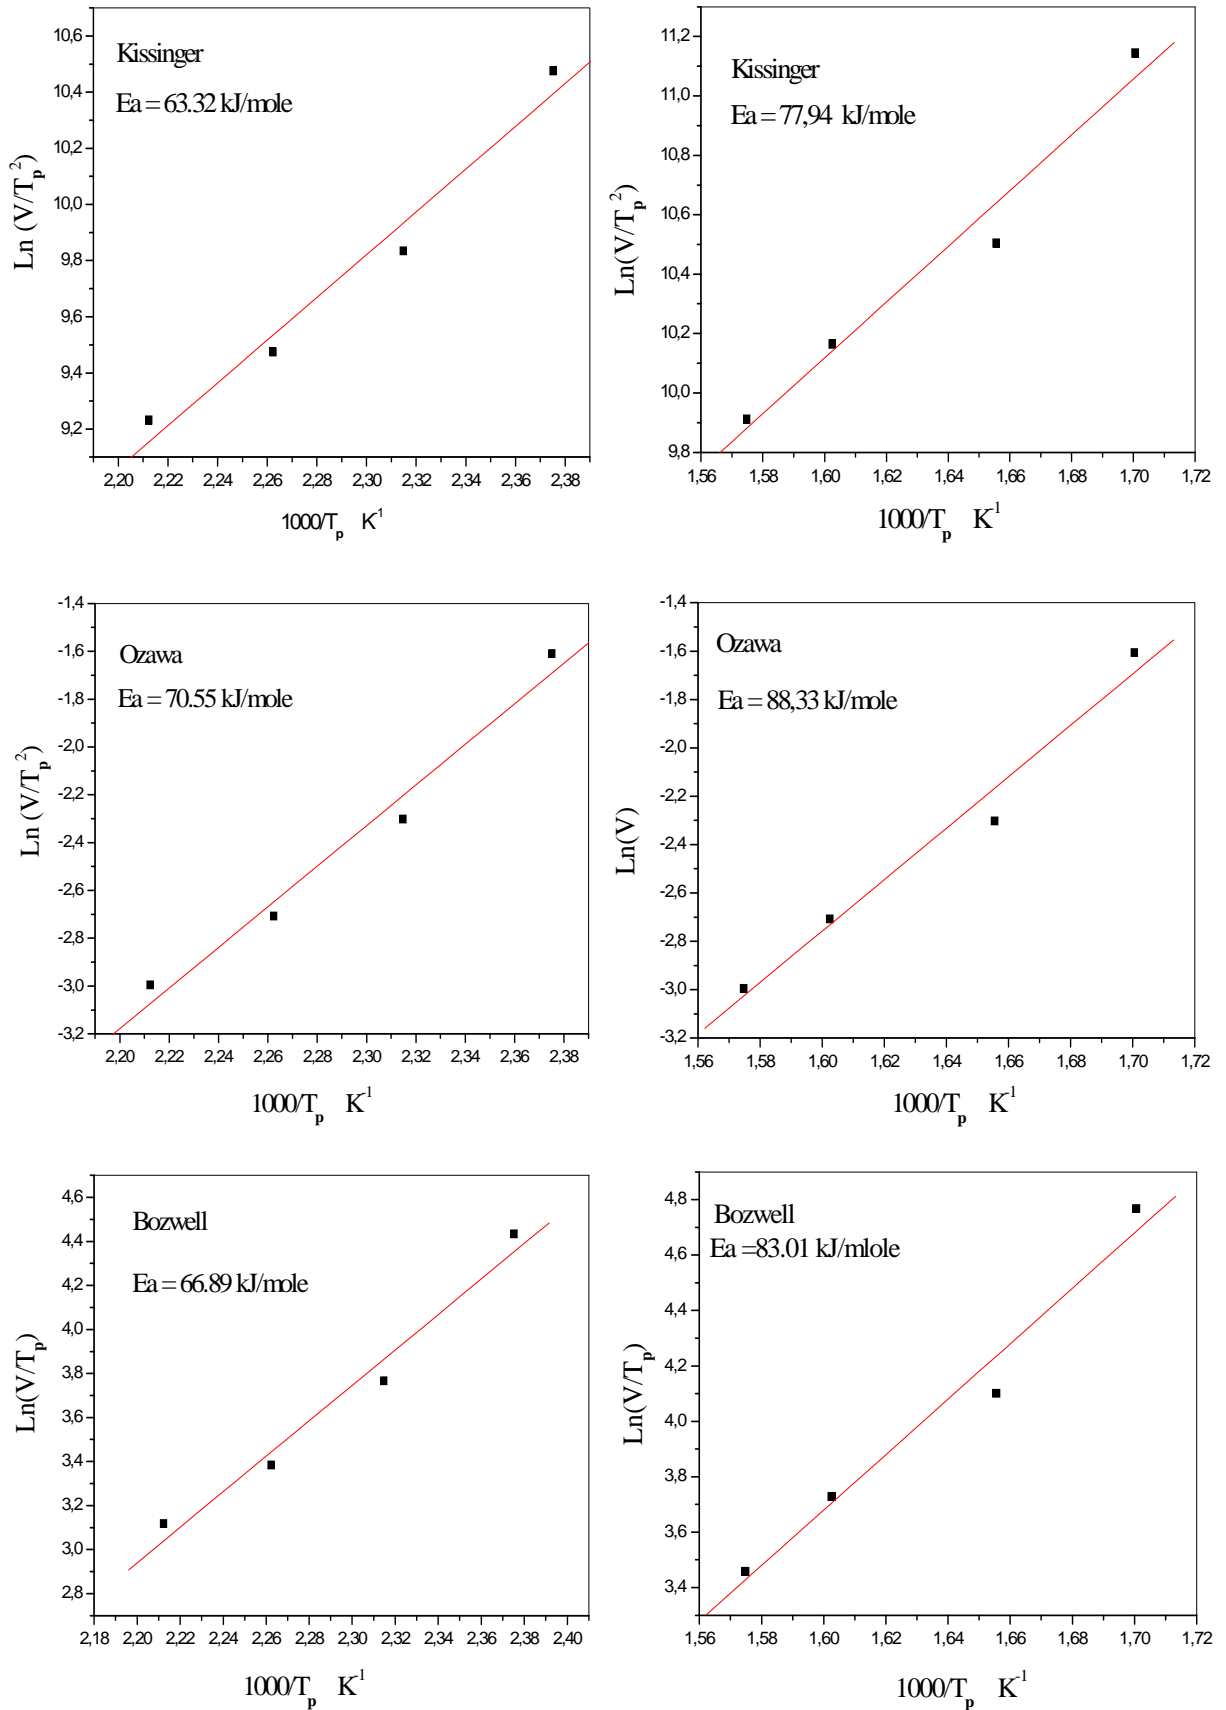 Kissinger
Ea = 63.32 kJ/mole
Ln (V/Tp²)
10,6
10,4
10,2
10,0
9,8
9,6
9,4
9,2
2,20 2,22 2,24 2,26 2,28 2,30 2,32 2,34 2,36 2,38
1000/Tp K⁻¹
Kissinger
Ea = 77,94 kJ/mole
Ln(V/Tp²)
11,2
11,0
10,8
10,6
10,4
10,2
10,0
9,8
1,56 1,58 1,60 1,62 1,64 1,66 1,68 1,70 1,72
1000/Tp K⁻¹
Ozawa
Ea = 70.55 kJ/mole
Ln (V/Tp²)
-1,4
-1,6
-1,8
-2,0
-2,2
-2,4
-2,6
-2,8
-3,0
-3,2
2,20 2,22 2,24 2,26 2,28 2,30 2,32 2,34 2,36 2,38
1000/Tp K⁻¹
Ozawa
Ea = 88,33 kJ/mole
Ln(V)
-1,4
-1,6
-1,8
-2,0
-2,2
-2,4
-2,6
-2,8
-3,0
-3,2
1,56 1,58 1,60 1,62 1,64 1,66 1,68 1,70 1,72
1000/Tp K⁻¹
Bozwell
Ea = 66.89 kJ/mole
Ln(V/Tp)
4,6
4,4
4,2
4,0
3,8
3,6
3,4
3,2
3,0
2,8
2,18 2,20 2,22 2,24 2,26 2,28 2,30 2,32 2,34 2,36 2,38 2,40
1000/Tp K⁻¹
Bozwell
Ea =83.01 kJ/mlole
Ln(V/Tp)
4,8
4,6
4,4
4,2
4,0
3,8
3,6
3,4
1,56 1,58 1,60 1,62 1,64 1,66 1,68 1,70 1,72
1000/Tp K⁻¹